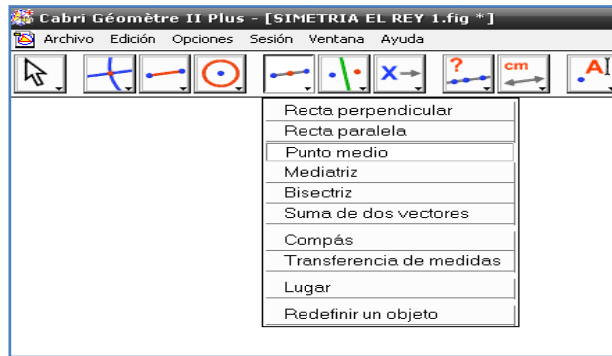 Cabri Géomètre II Plus - [SIMETRIA EL REY 1.fig *]
Archivo Edición Opciones Sesión Ventana Ayuda
X ? cm A
Recta perpendicular
Recta paralela
Punto medio
Mediatriz
Bisectriz
Suma de dos vectores
Compás
Transferencia de medidas
Lugar
Redefinir un objeto